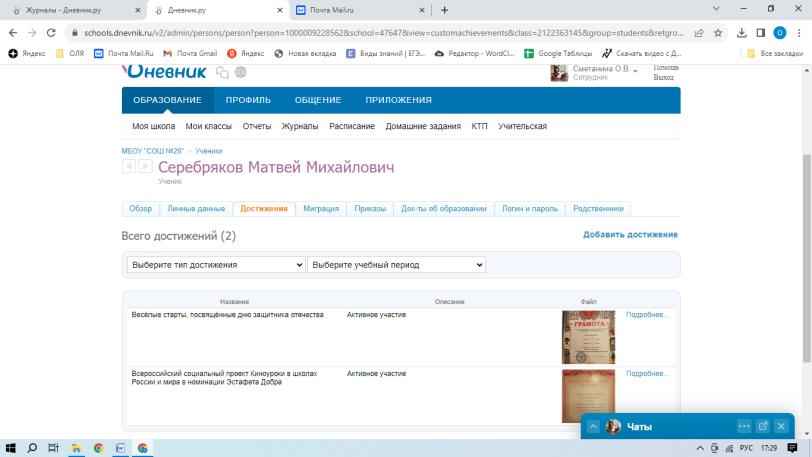 Журналы - Дневник.ру
Дневник.ру
Почта Mail.ru
schools.dnevnik.ru/v2/admin/persons/person?person=1000009228562&school=47647&view=customachievements&class=2122363145&group=students&retgro...
Яндекс
ОЛЯ
Почта Mail.Ru
Почта Gmail
Яндекс
Новая вкладка
Виды знаний | ЕГЭ...
Редактор - WordCl...
Google Таблицы
Скачать видео с Д...
Все закладки
Дневник
Сметанина О.В.
Сотрудник
Помощь
Выход
ОБРАЗОВАНИЕ
ПРОФИЛЬ
ОБЩЕНИЕ
ПРИЛОЖЕНИЯ
Моя школа
Мои классы
Отчеты
Журналы
Расписание
Домашние задания
КТП
Учительская
МБОУ "СОШ №26" > Ученики
Серебряков Матвей Михайлович
Ученик
Обзор
Личные данные
Достижения
Миграция
Приказы
Док-ты об образовании
Логин и пароль
Родственники
Всего достижений (2)
Добавить достижение
Выберите тип достижения
Выберите учебный период
Название
Описание
Файл
Весёлые старты, посвящённые дню защитника отечества
Активное участие
ГРАМОТА
Подробнее...
Всероссийский социальный проект Киноуроки в школах
России и мира в номинации Эстафета Добра
Активное участие
Подробнее...
Чаты
РУС
17:29